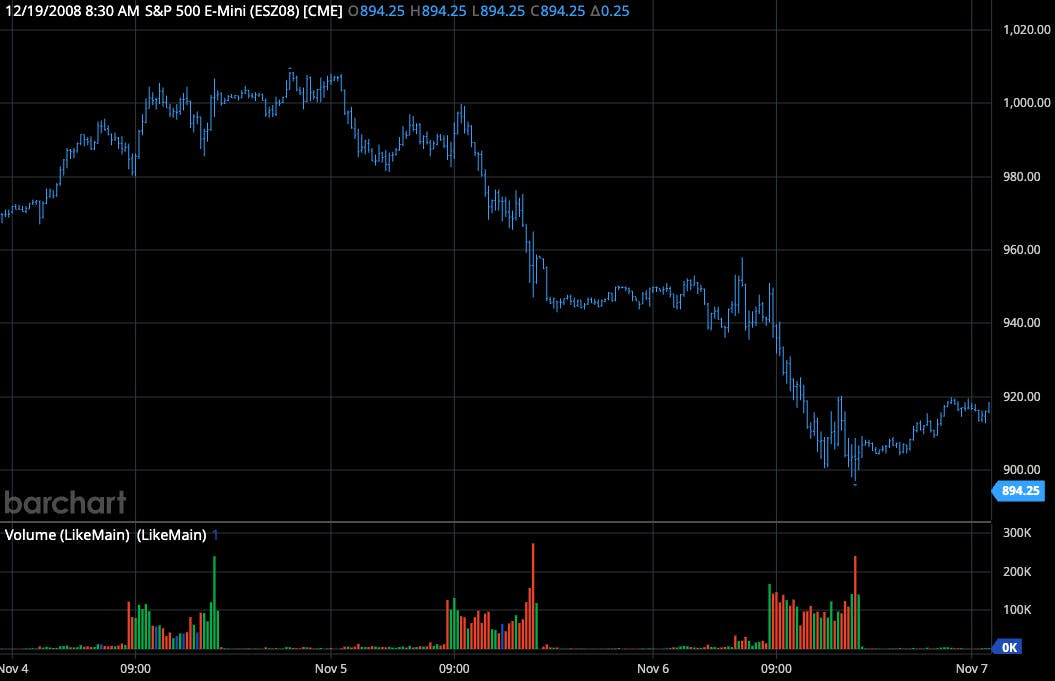 12/19/2008 8:30 AM S&P 500 E-Mini (ESZ08) [CME] O894.25 H894.25 L894.25 C894.25 Δ0.25
1,020.00
1,000.00
980.00
960.00
940.00
920.00
900.00
894.25
barchart
Volume (LikeMain) (LikeMain) 1
300K
200K
100K
0K
Nov 4 09:00 Nov 5 09:00 Nov 6 09:00 Nov 7